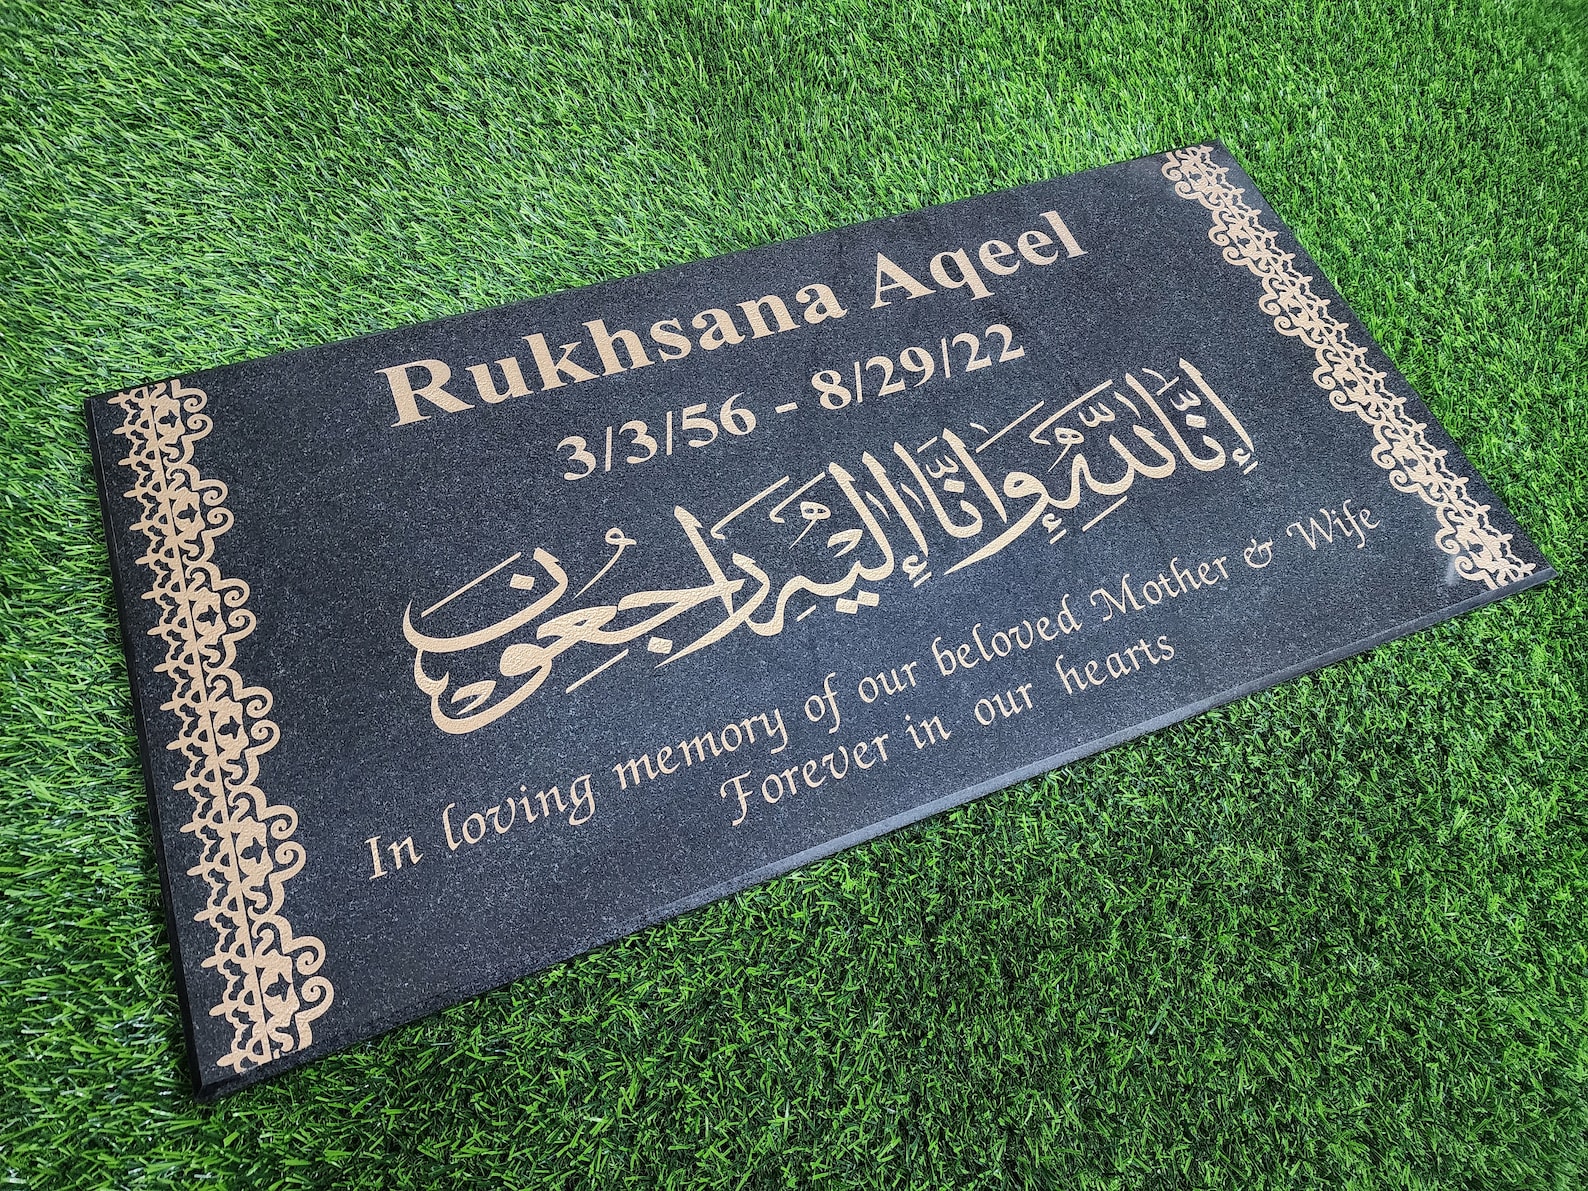 Rukhsana Aqeel
3/3/56 - 8/29/22
إِنَّا لِلّٰهِ وَإِنَّا إِلَيْهِ رَاجِعُونَ
In loving memory of our beloved Mother & Wife
Forever in our hearts